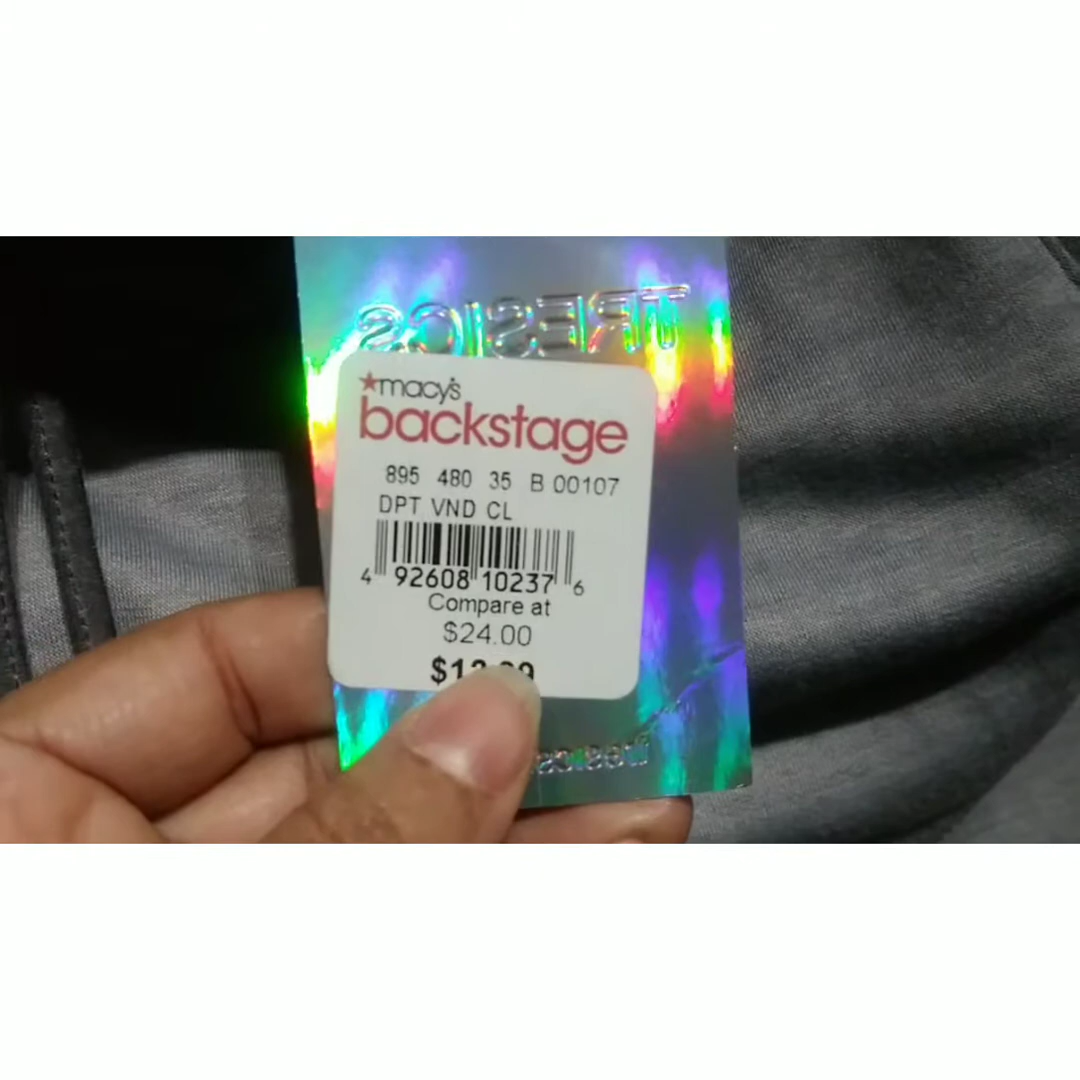 macy's
backstage
895 480 35 B 00107
DPT VND CL
4 92608 10237 6
Compare at
$24.00